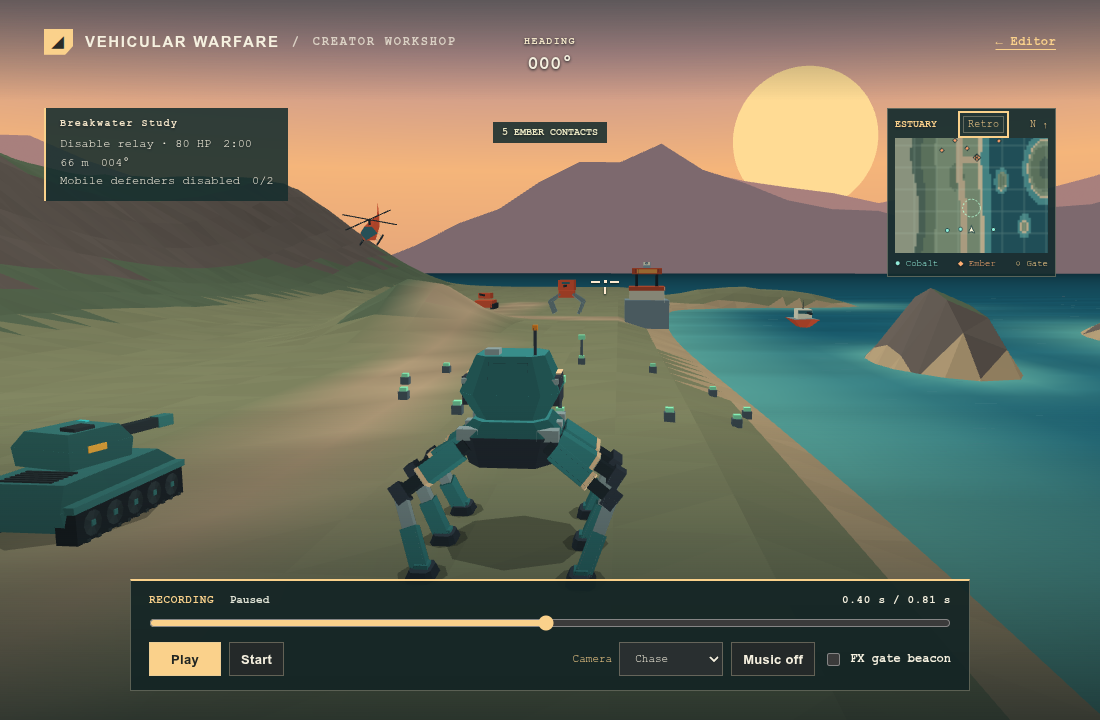 VEHICULAR WARFARE / CREATOR WORKSHOP
HEADING
000°
← Editor
Breakwater Study
Disable relay · 80 HP 2:00
66 m 004°
Mobile defenders disabled 0/2
5 EMBER CONTACTS
ESTUARY Retro N ↑
Cobalt Ember Gate
RECORDING Paused 0.40 s / 0.81 s
Play Start Camera Chase Music off FX gate beacon